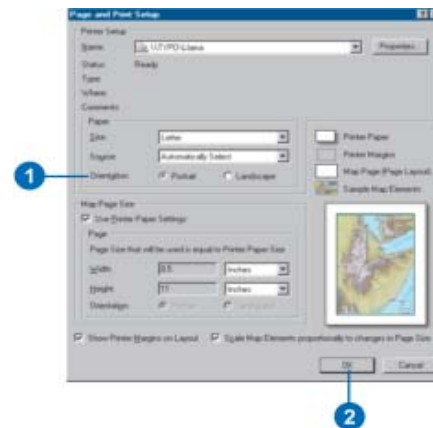 Page and Print Setup
Printer Setup
Name:
Properties...
Status: Ready
Type:
Where:
Comments:
Paper
Size: Letter
Source: Automatically Select
1
Orientation: Portrait Landscape
Printer Paper
Printer Margins
Map Page (Page Layout)
Sample Map Elements
Map Page Size
Use Printer Paper Settings
Page
Page Size that will be used is equal to Printer Paper Size
Width: 8.5 Inches
Height: 11 Inches
Orientation: Portrait Landscape
Show Printer Margins on Layout Scale Map Elements proportionally to changes in Page Size
OK Cancel
2